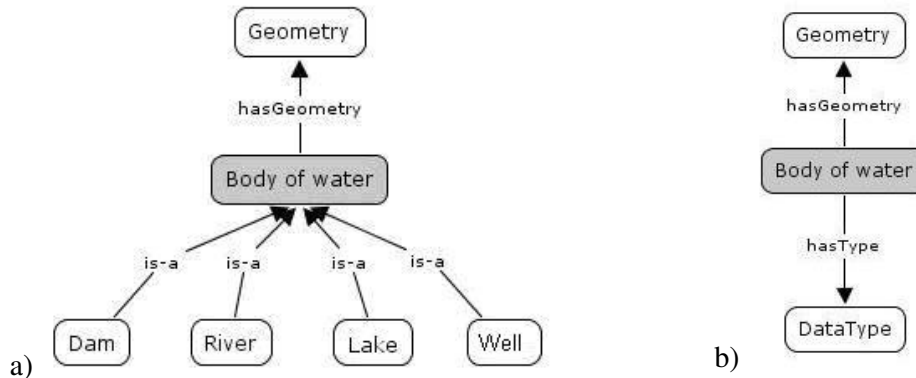 Geometry
hasGeometry
Body of water
is-a is-a is-a is-a
Dam River Lake Well
a)
Geometry
hasGeometry
Body of water
hasType
DataType
b)